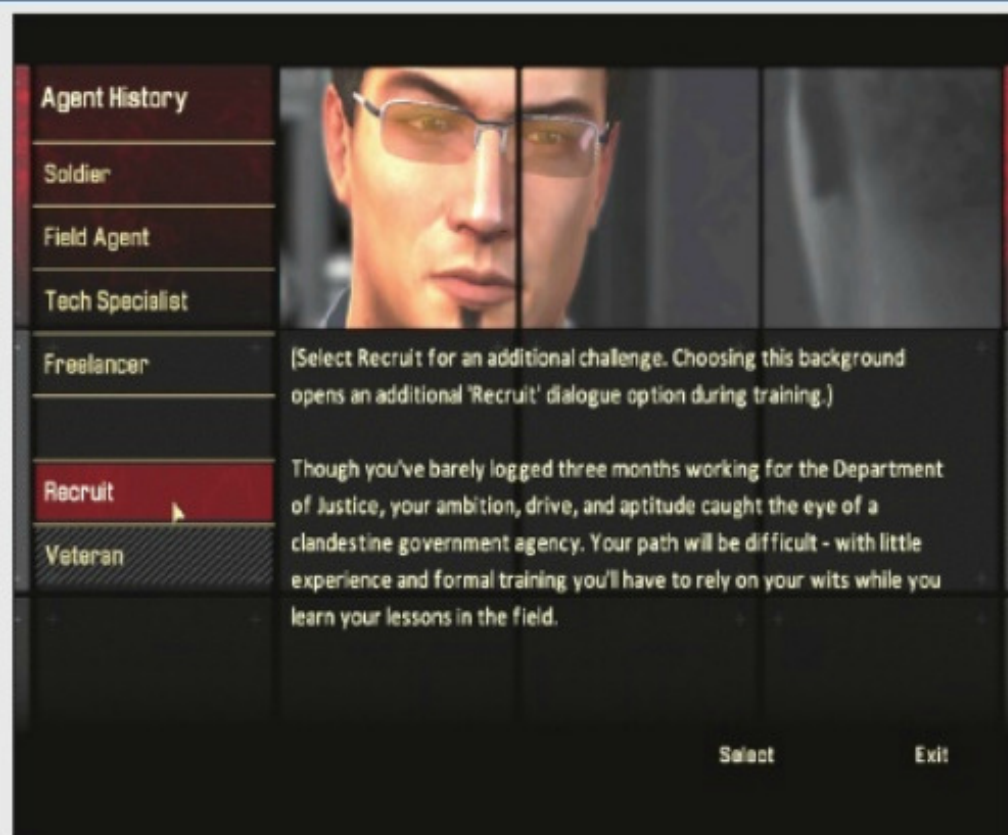 Agent History
Soldier
Field Agent
Tech Specialist
Freelancer
Recruit
Veteran
(Select Recruit for an additional challenge. Choosing this background
opens an additional 'Recruit' dialogue option during training.)
Though you've barely logged three months working for the Department
of Justice, your ambition, drive, and aptitude caught the eye of a
clandestine government agency. Your path will be difficult - with little
experience and formal training you'll have to rely on your wits while you
learn your lessons in the field.
Select
Exit